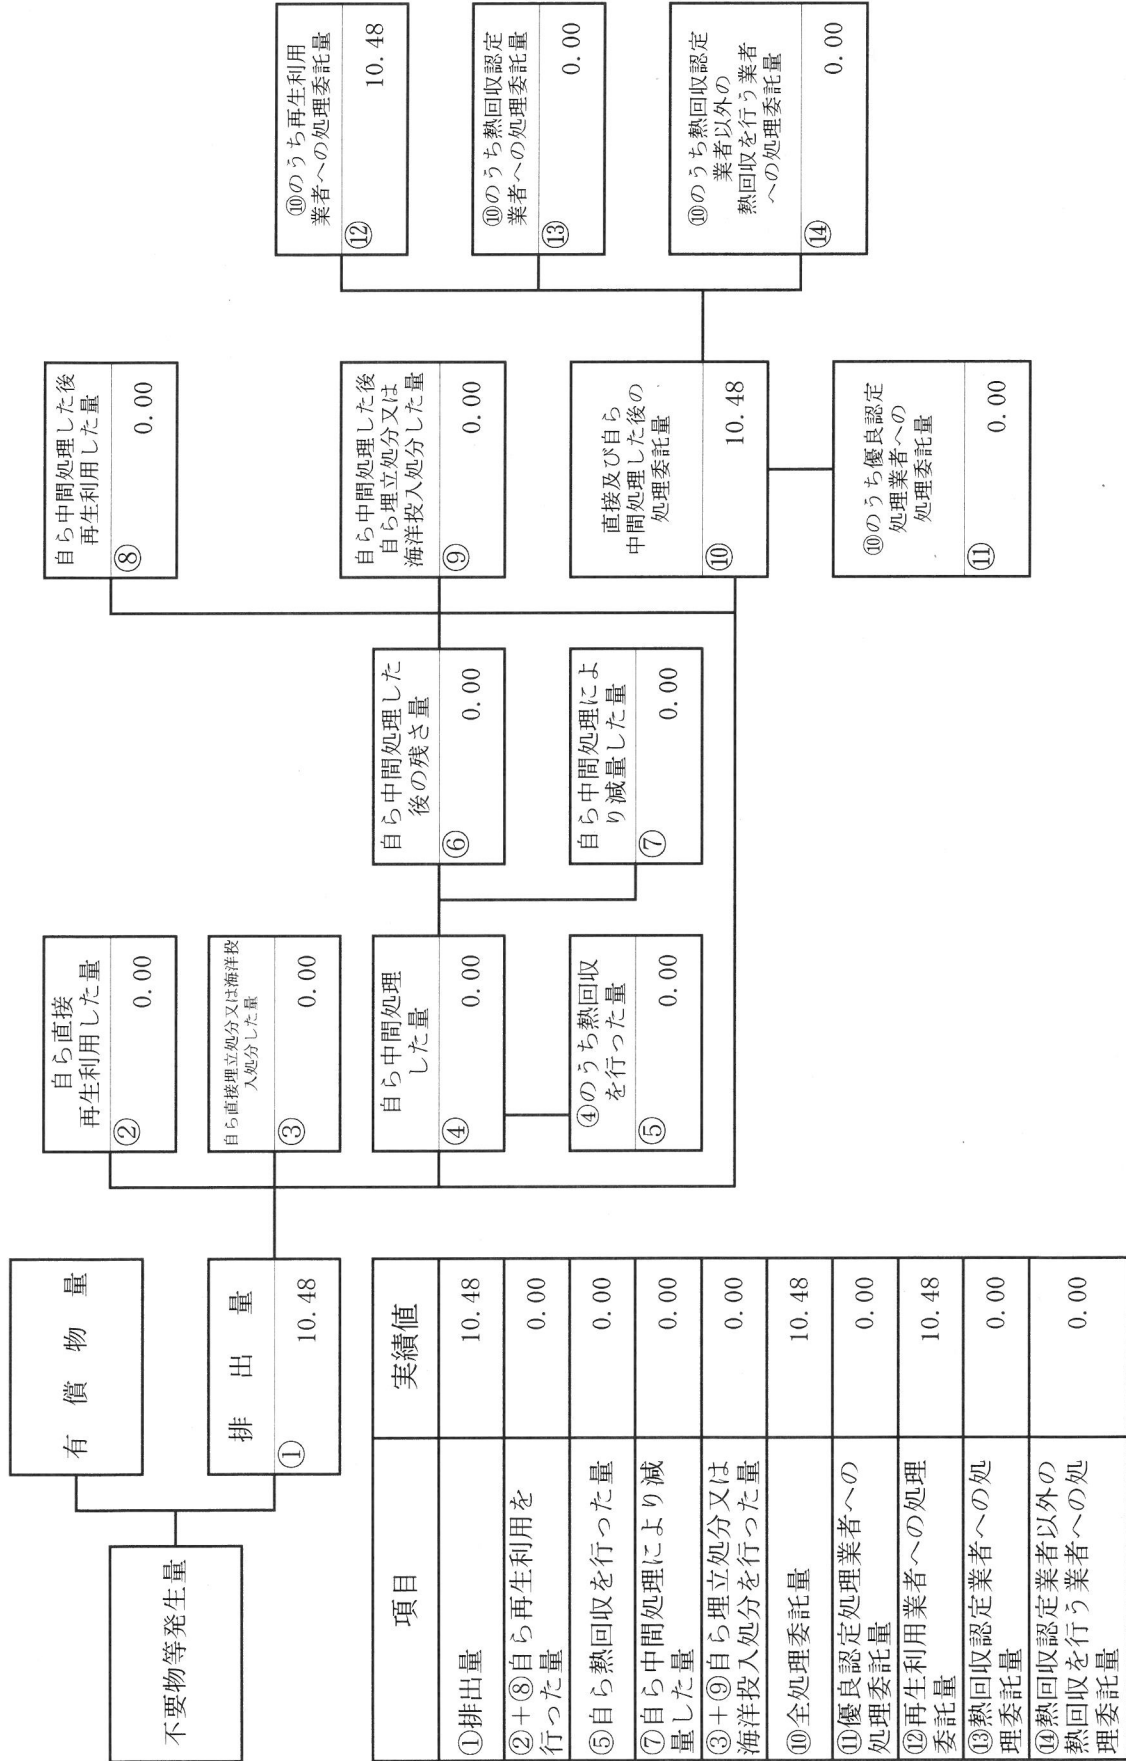 不要物等発生量
有償物量
排出量
① 10.48
自ら直接
再生利用した量
② 0.00
自ら直接埋立処分又は海洋投
入処分した量
③ 0.00
自ら中間処理
した量
④ 0.00
④のうち熱回収
を行った量
⑤ 0.00
自ら中間処理した
後の残さ量
⑥ 0.00
自ら中間処理によ
り減量した量
⑦ 0.00
自ら中間処理した後
再生利用した量
⑧ 0.00
自ら中間処理した後
自ら埋立処分又は
海洋投入処分した量
⑨ 0.00
直接及び自ら
中間処理した後の
処理委託量
⑩ 10.48
⑩のうち優良認定
処理業者への
処理委託量
⑪ 0.00
⑩のうち再生利用
業者への処理委託量
⑫ 10.48
⑩のうち熱回収認定
業者への処理委託量
⑬ 0.00
⑩のうち熱回収認定
業者以外の
熱回収を行う業者
への処理委託量
⑭ 0.00
項目 実績値
①排出量 10.48
②+⑧自ら再生利用を
行った量 0.00
⑤自ら熱回収を行った量 0.00
⑦自ら中間処理により減
量した量 0.00
③+⑨自ら埋立処分又は
海洋投入処分を行った量 0.00
⑩全処理委託量 10.48
⑪優良認定処理業者への
処理委託量 0.00
⑫再生利用業者への処理
委託量 10.48
⑬熱回収認定業者への処
理委託量 0.00
⑭熱回収認定業者以外の
熱回収を行う業者への処
理委託量 0.00